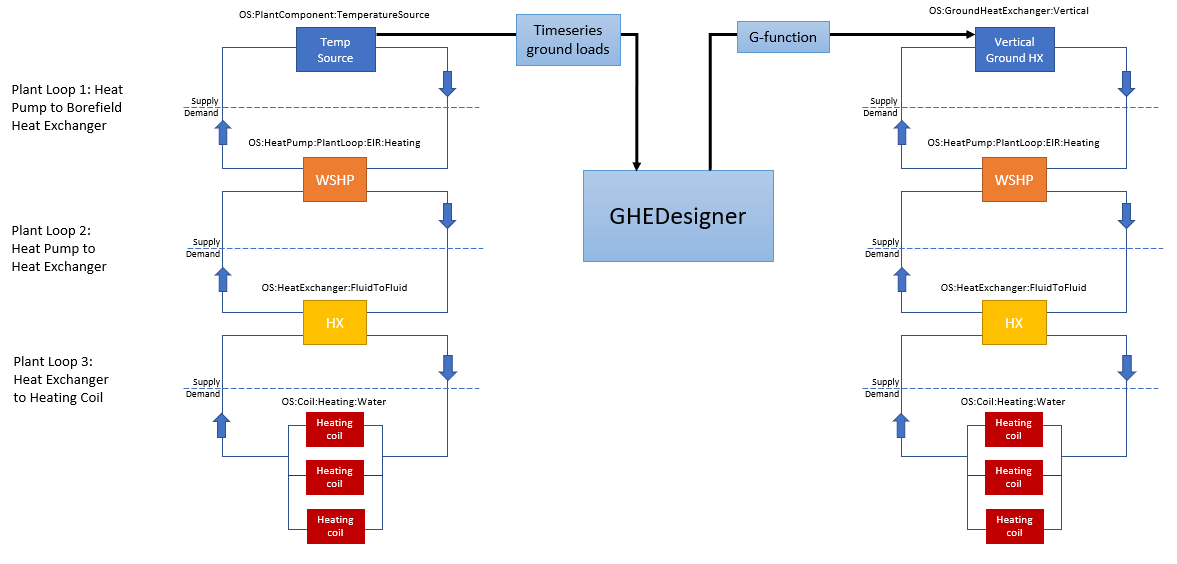 OS:PlantComponent:TemperatureSource
OS:GroundHeatExchanger:Vertical
Temp
Source
Timeseries
ground loads
G-function
Vertical
Ground HX
Plant Loop 1: Heat
Pump to Borefield
Heat Exchanger
Supply
Demand
Supply
Demand
OS:HeatPump:PlantLoop:EIR:Heating
OS:HeatPump:PlantLoop:EIR:Heating
WSHP
WSHP
GHEDesigner
Plant Loop 2:
Heat Pump to
Heat Exchanger
Supply
Demand
Supply
Demand
OS:HeatExchanger:FluidToFluid
OS:HeatExchanger:FluidToFluid
HX
HX
Plant Loop 3:
Heat Exchanger
to Heating Coil
Supply
Demand
Supply
Demand
OS:Coil:Heating:Water
OS:Coil:Heating:Water
Heating
coil
Heating
coil
Heating
coil
Heating
coil
Heating
coil
Heating
coil